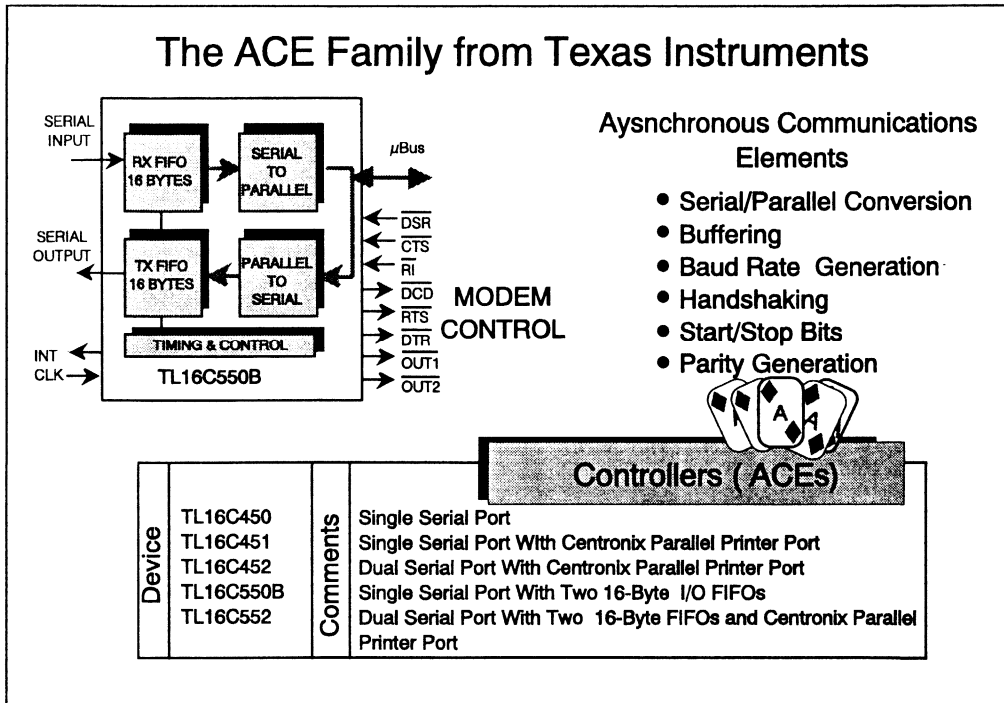 The ACE Family from Texas Instruments
SERIAL
INPUT
RX FIFO
16 BYTES
SERIAL
TO
PARALLEL
µBus
SERIAL
OUTPUT
TX FIFO
16 BYTES
PARALLEL
TO
SERIAL
TIMING & CONTROL
INT
CLK
TL16C550B
DSR
CTS
RI
DCD
RTS
DTR
OUT1
OUT2
MODEM
CONTROL
Aysnchronous Communications
Elements
• Serial/Parallel Conversion
• Buffering
• Baud Rate Generation
• Handshaking
• Start/Stop Bits
• Parity Generation
A
A
Controllers ( ACEs)
Device
Comments
TL16C450 Single Serial Port
TL16C451 Single Serial Port With Centronix Parallel Printer Port
TL16C452 Dual Serial Port With Centronix Parallel Printer Port
TL16C550B Single Serial Port With Two 16-Byte I/O FIFOs
TL16C552 Dual Serial Port With Two 16-Byte FIFOs and Centronix Parallel
Printer Port